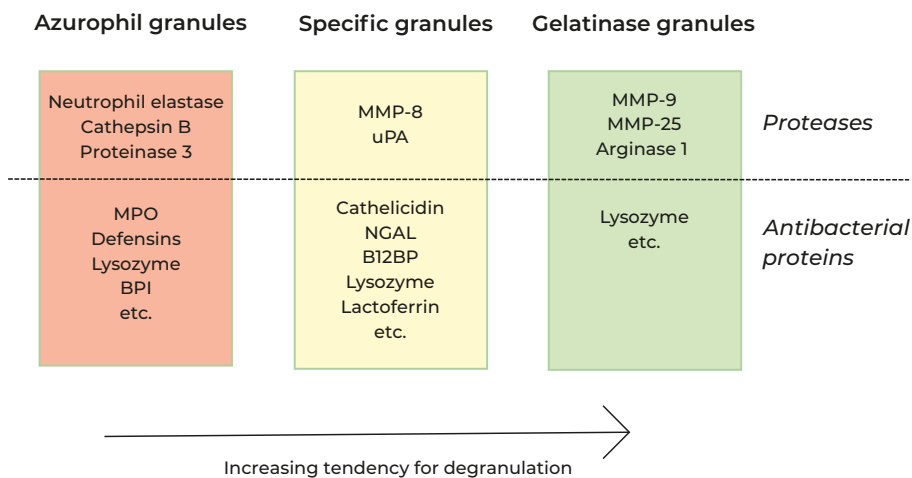 Azurophil granules
Specific granules
Gelatinase granules
Neutrophil elastase
Cathepsin B
Proteinase 3
MMP-8
uPA
MMP-9
MMP-25
Arginase 1
Proteases
MPO
Defensins
Lysozyme
BPI
etc.
Cathelicidin
NGAL
B12BP
Lysozyme
Lactoferrin
etc.
Lysozyme
etc.
Antibacterial
proteins
Increasing tendency for degranulation